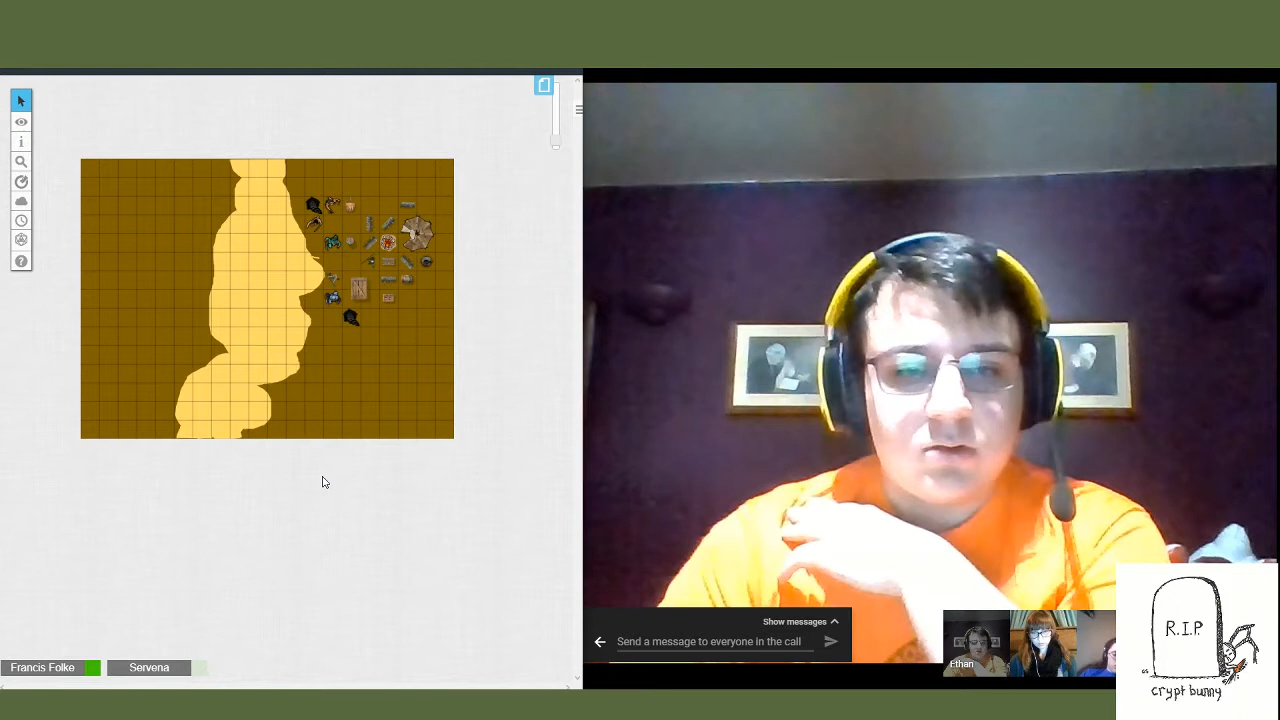 Francis Folke
Servena
Show messages
Send a message to everyone in the call
Ethan
R.I.P
crypt bunny